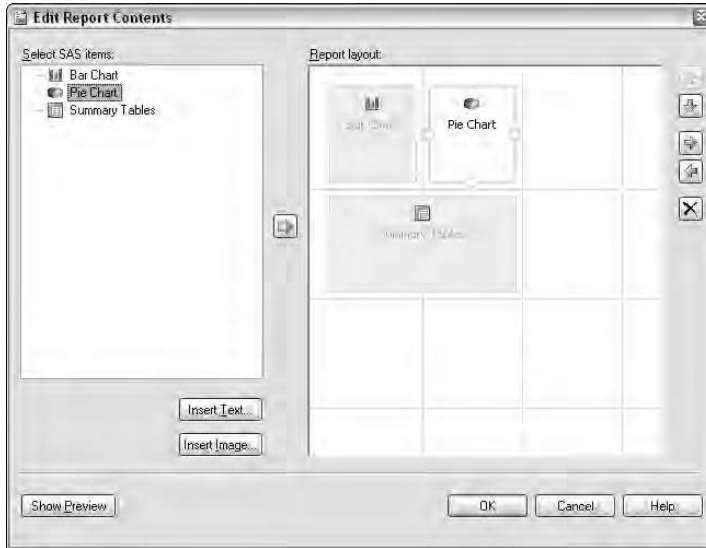 Edit Report Contents
Select SAS items:
Bar Chart
Pie Chart
Summary Tables
Insert Text...
Insert Image...
Report layout:
Bar Chart
Pie Chart
Summary Tables
Show Preview
OK
Cancel
Help